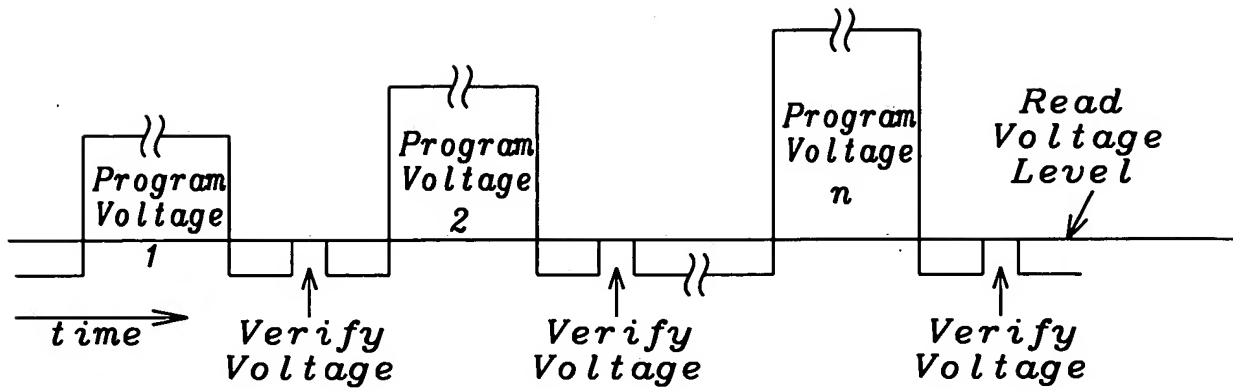 Program
Voltage
1
Program
Voltage
2
Program
Voltage
n
Read
Voltage
Level
time
Verify
Voltage
Verify
Voltage
Verify
Voltage